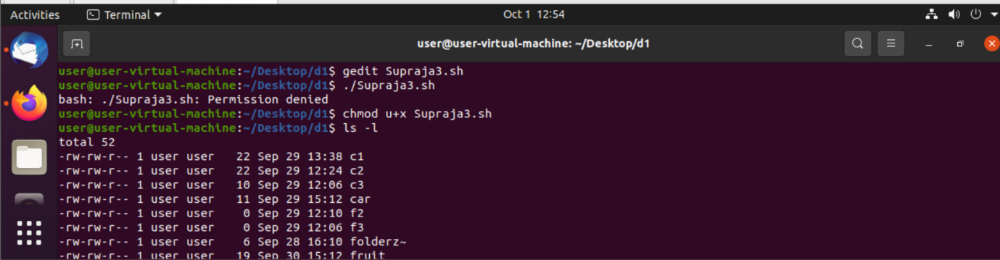 Activities Terminal Oct 1 12:54
user@user-virtual-machine: ~/Desktop/d1
user@user-virtual-machine:~/Desktop/d1$ gedit Supraja3.sh
user@user-virtual-machine:~/Desktop/d1$ ./Supraja3.sh
bash: ./Supraja3.sh: Permission denied
user@user-virtual-machine:~/Desktop/d1$ chmod u+x Supraja3.sh
user@user-virtual-machine:~/Desktop/d1$ ls -l
total 52
-rw-rw-r-- 1 user user   22 Sep 29 13:38 c1
-rw-rw-r-- 1 user user   22 Sep 29 12:24 c2
-rw-rw-r-- 1 user user   10 Sep 29 12:06 c3
-rw-rw-r-- 1 user user   11 Sep 29 15:12 car
-rw-rw-r-- 1 user user    0 Sep 29 12:10 f2
-rw-rw-r-- 1 user user    0 Sep 29 12:06 f3
-rw-rw-r-- 1 user user    6 Sep 28 16:10 folderz~
-rw-rw-r-- 1 user user   19 Sep 30 15:12 fruit